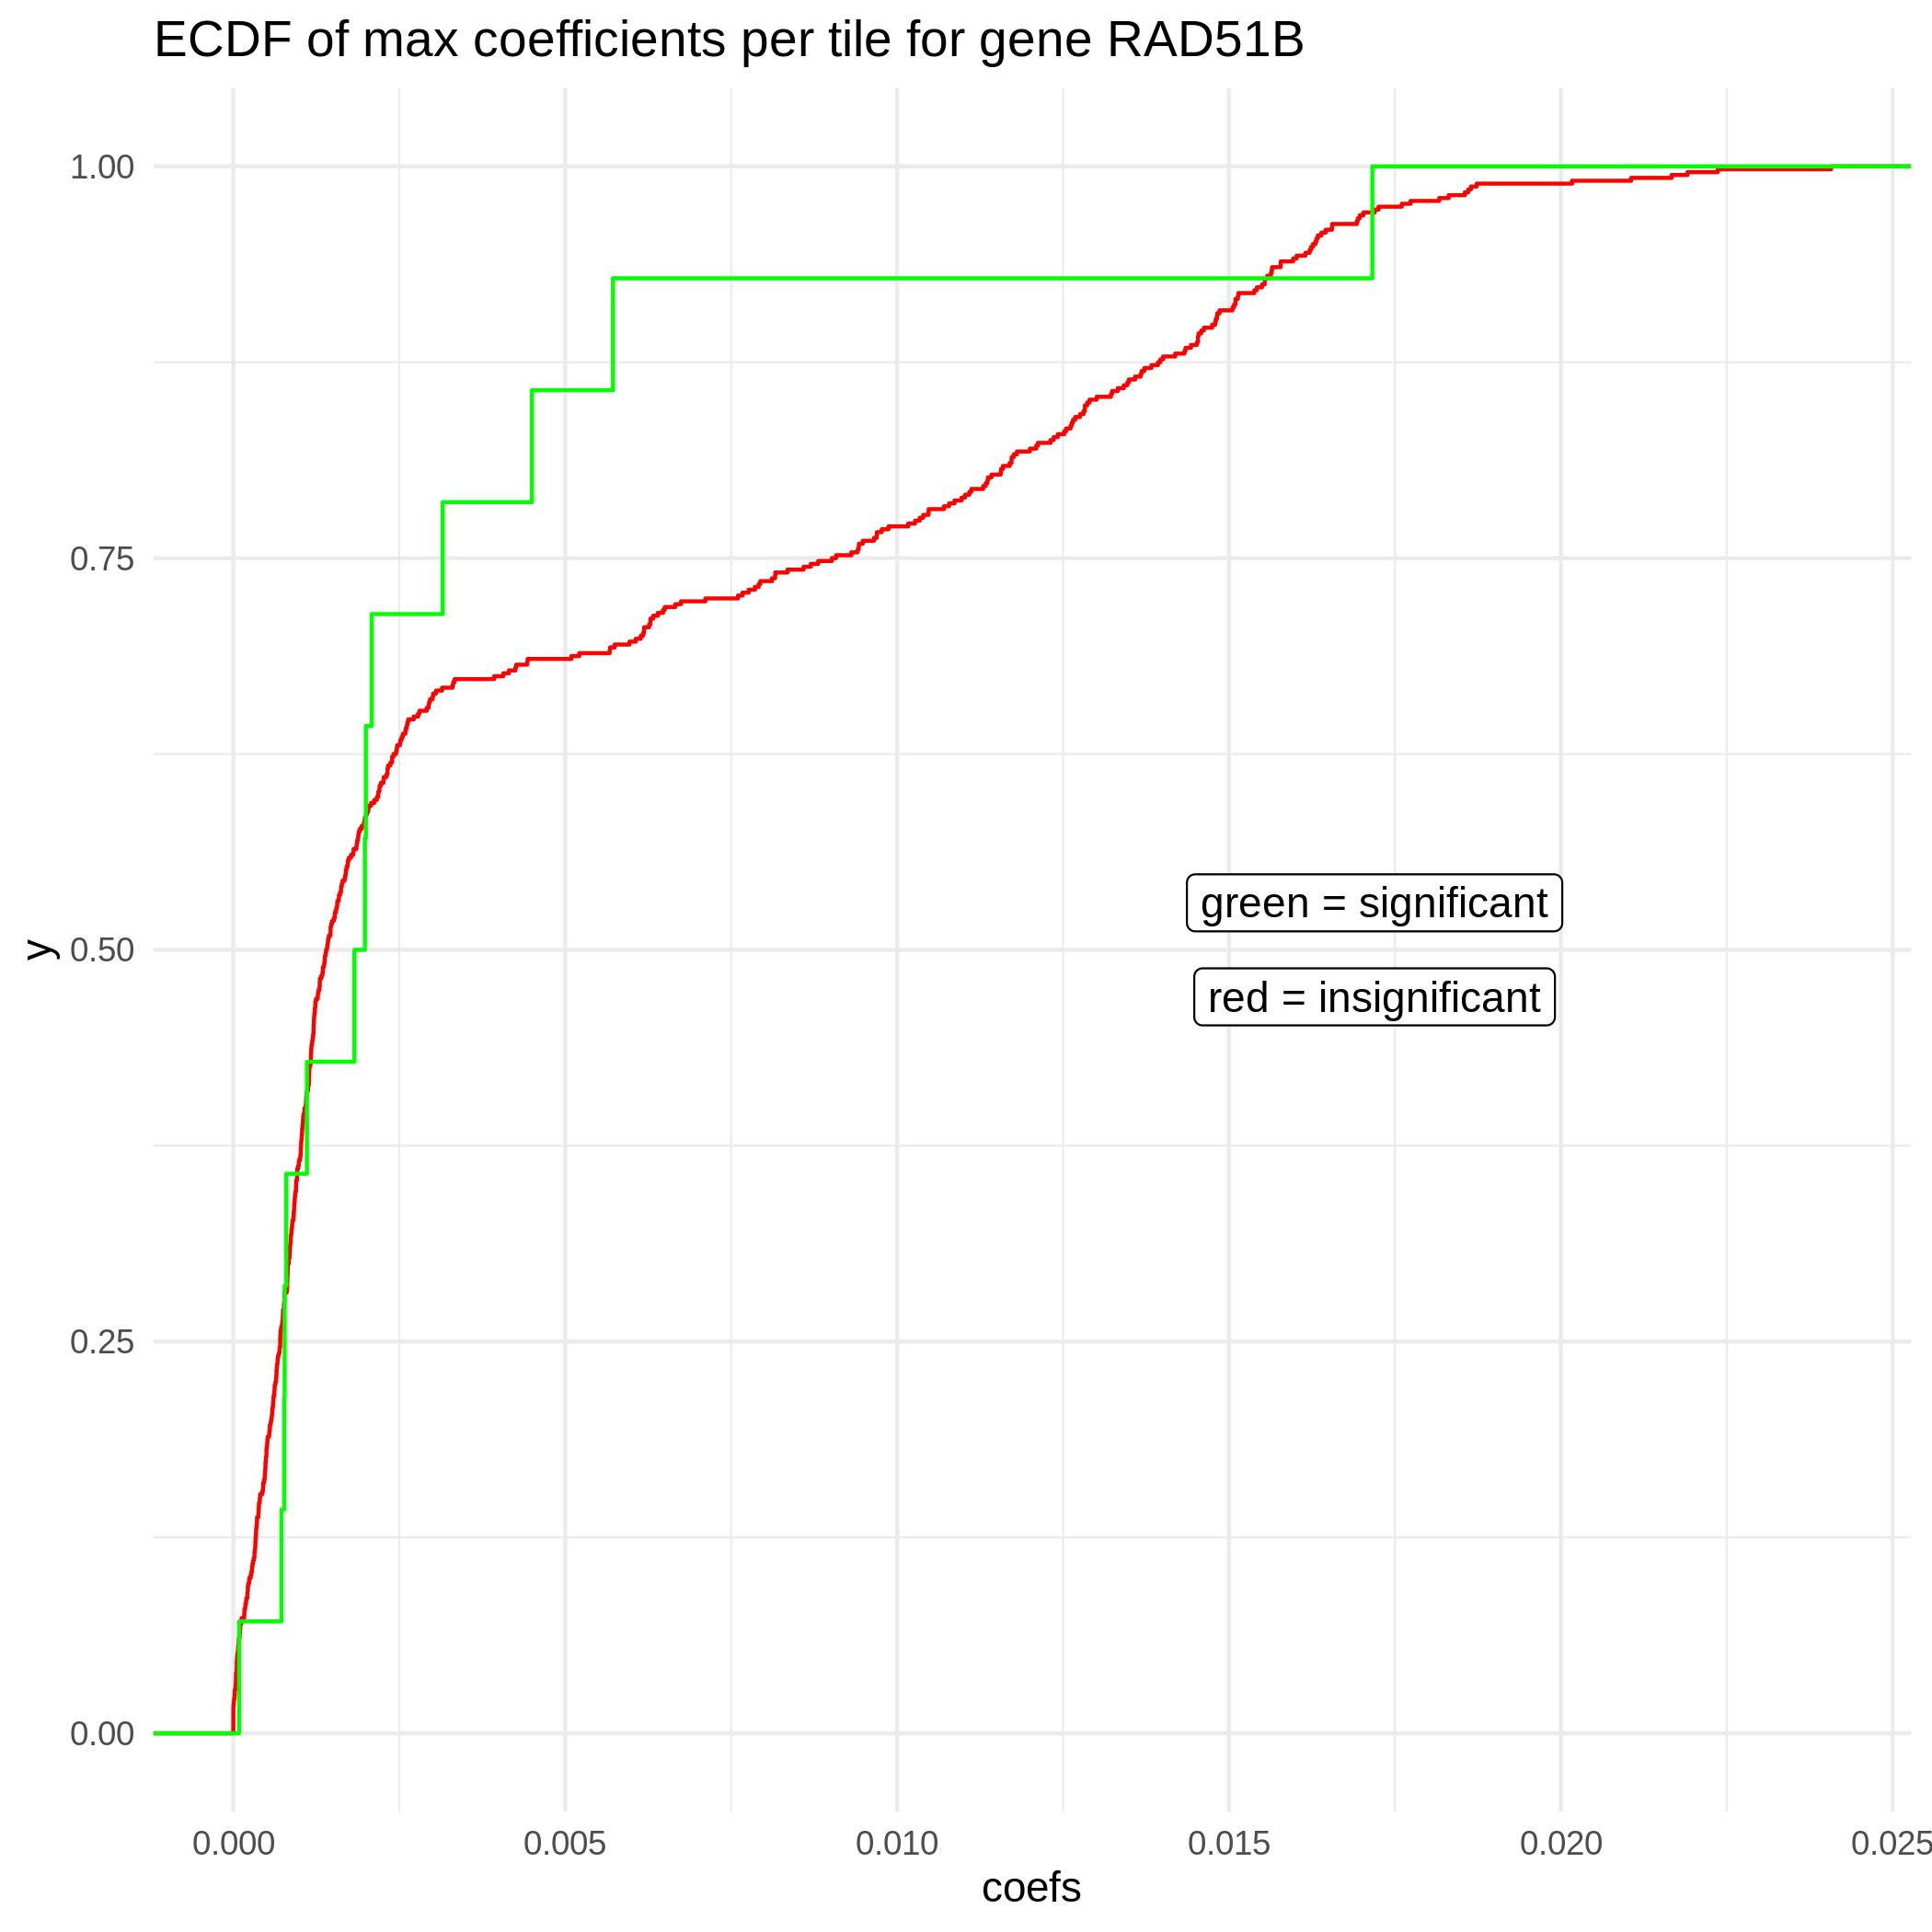 ECDF of max coefficients per tile for gene RAD51B
1.00
0.75
0.50
0.25
0.00
y
green = significant
red = insignificant
0.000 0.005 0.010 0.015 0.020 0.025
coefs